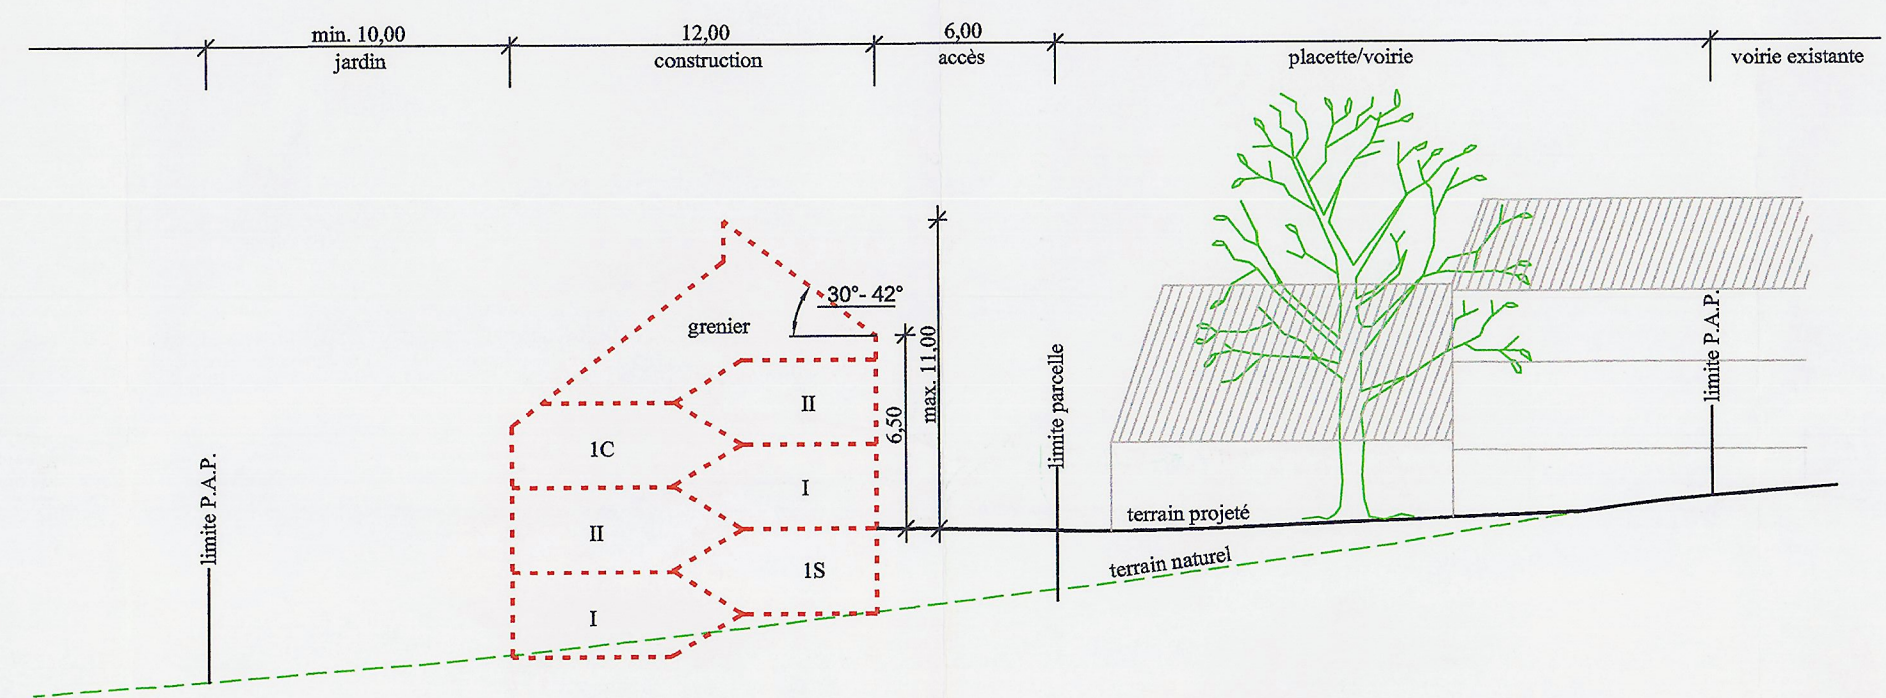 min. 10,00
12,00
6,00
jardin
construction
accès
placette/voirie
voirie existante
30°- 42°
grenier
max. 11,00
6,50
limite parcelle
limite P.A.P.
limite P.A.P.
II
1C
I
II
1S
I
terrain projeté
terrain naturel